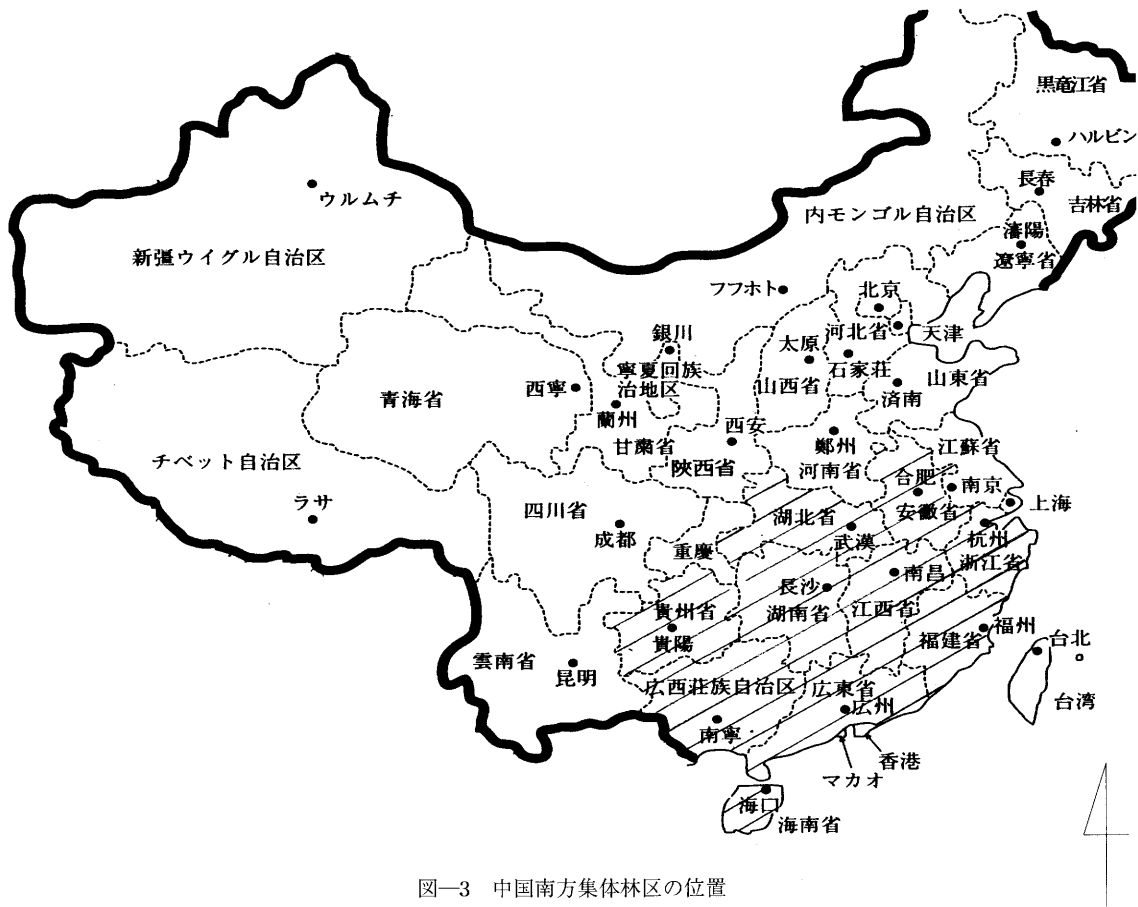 黒竜江省
ハルビン
長春
吉林省
瀋陽
遼寧省
内モンゴル自治区
ウルムチ
新彊ウイグル自治区
フフホト
北京
河北省
天津
銀川
太原
石家荘
寧夏回族
治地区
山西省
山東省
済南
西寧
青海省
蘭州
西安
鄭州
甘粛省
陝西省
河南省
江蘇省
チベット自治区
合肥
南京
ラサ
四川省
湖北省
安徽省
上海
成都
重慶
武漢
杭州
浙江省
長沙
南昌
貴州省
湖南省
江西省
貴陽
福建省
福州
台北
雲南省
昆明
広西荘族自治区
広東省
広州
台湾
南寧
香港
マカオ
海口
海南省
図—3 中国南方集体林区の位置